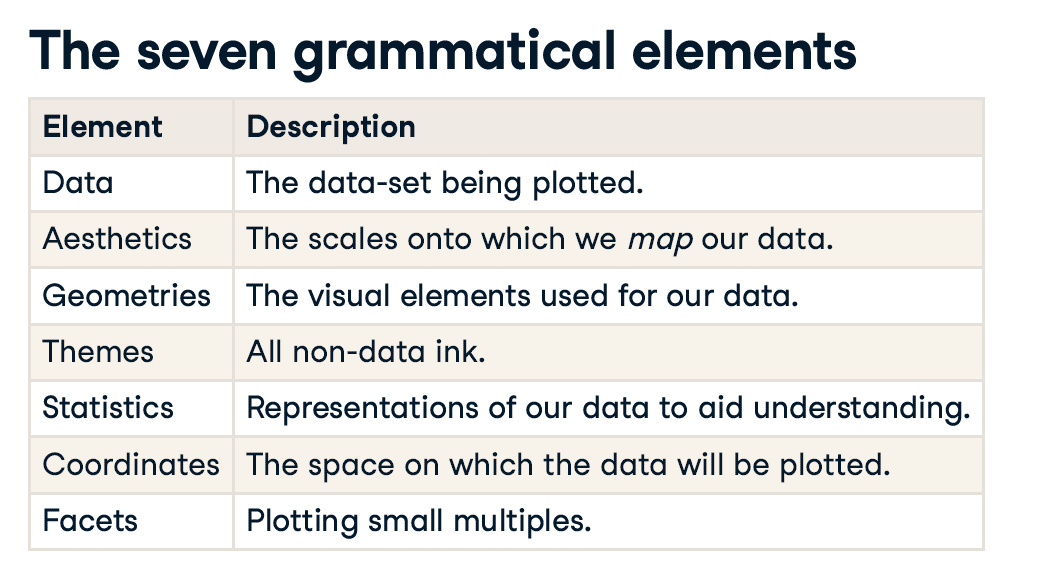 The seven grammatical elements
Element Description
Data The data-set being plotted.
Aesthetics The scales onto which we map our data.
Geometries The visual elements used for our data.
Themes All non-data ink.
Statistics Representations of our data to aid understanding.
Coordinates The space on which the data will be plotted.
Facets Plotting small multiples.